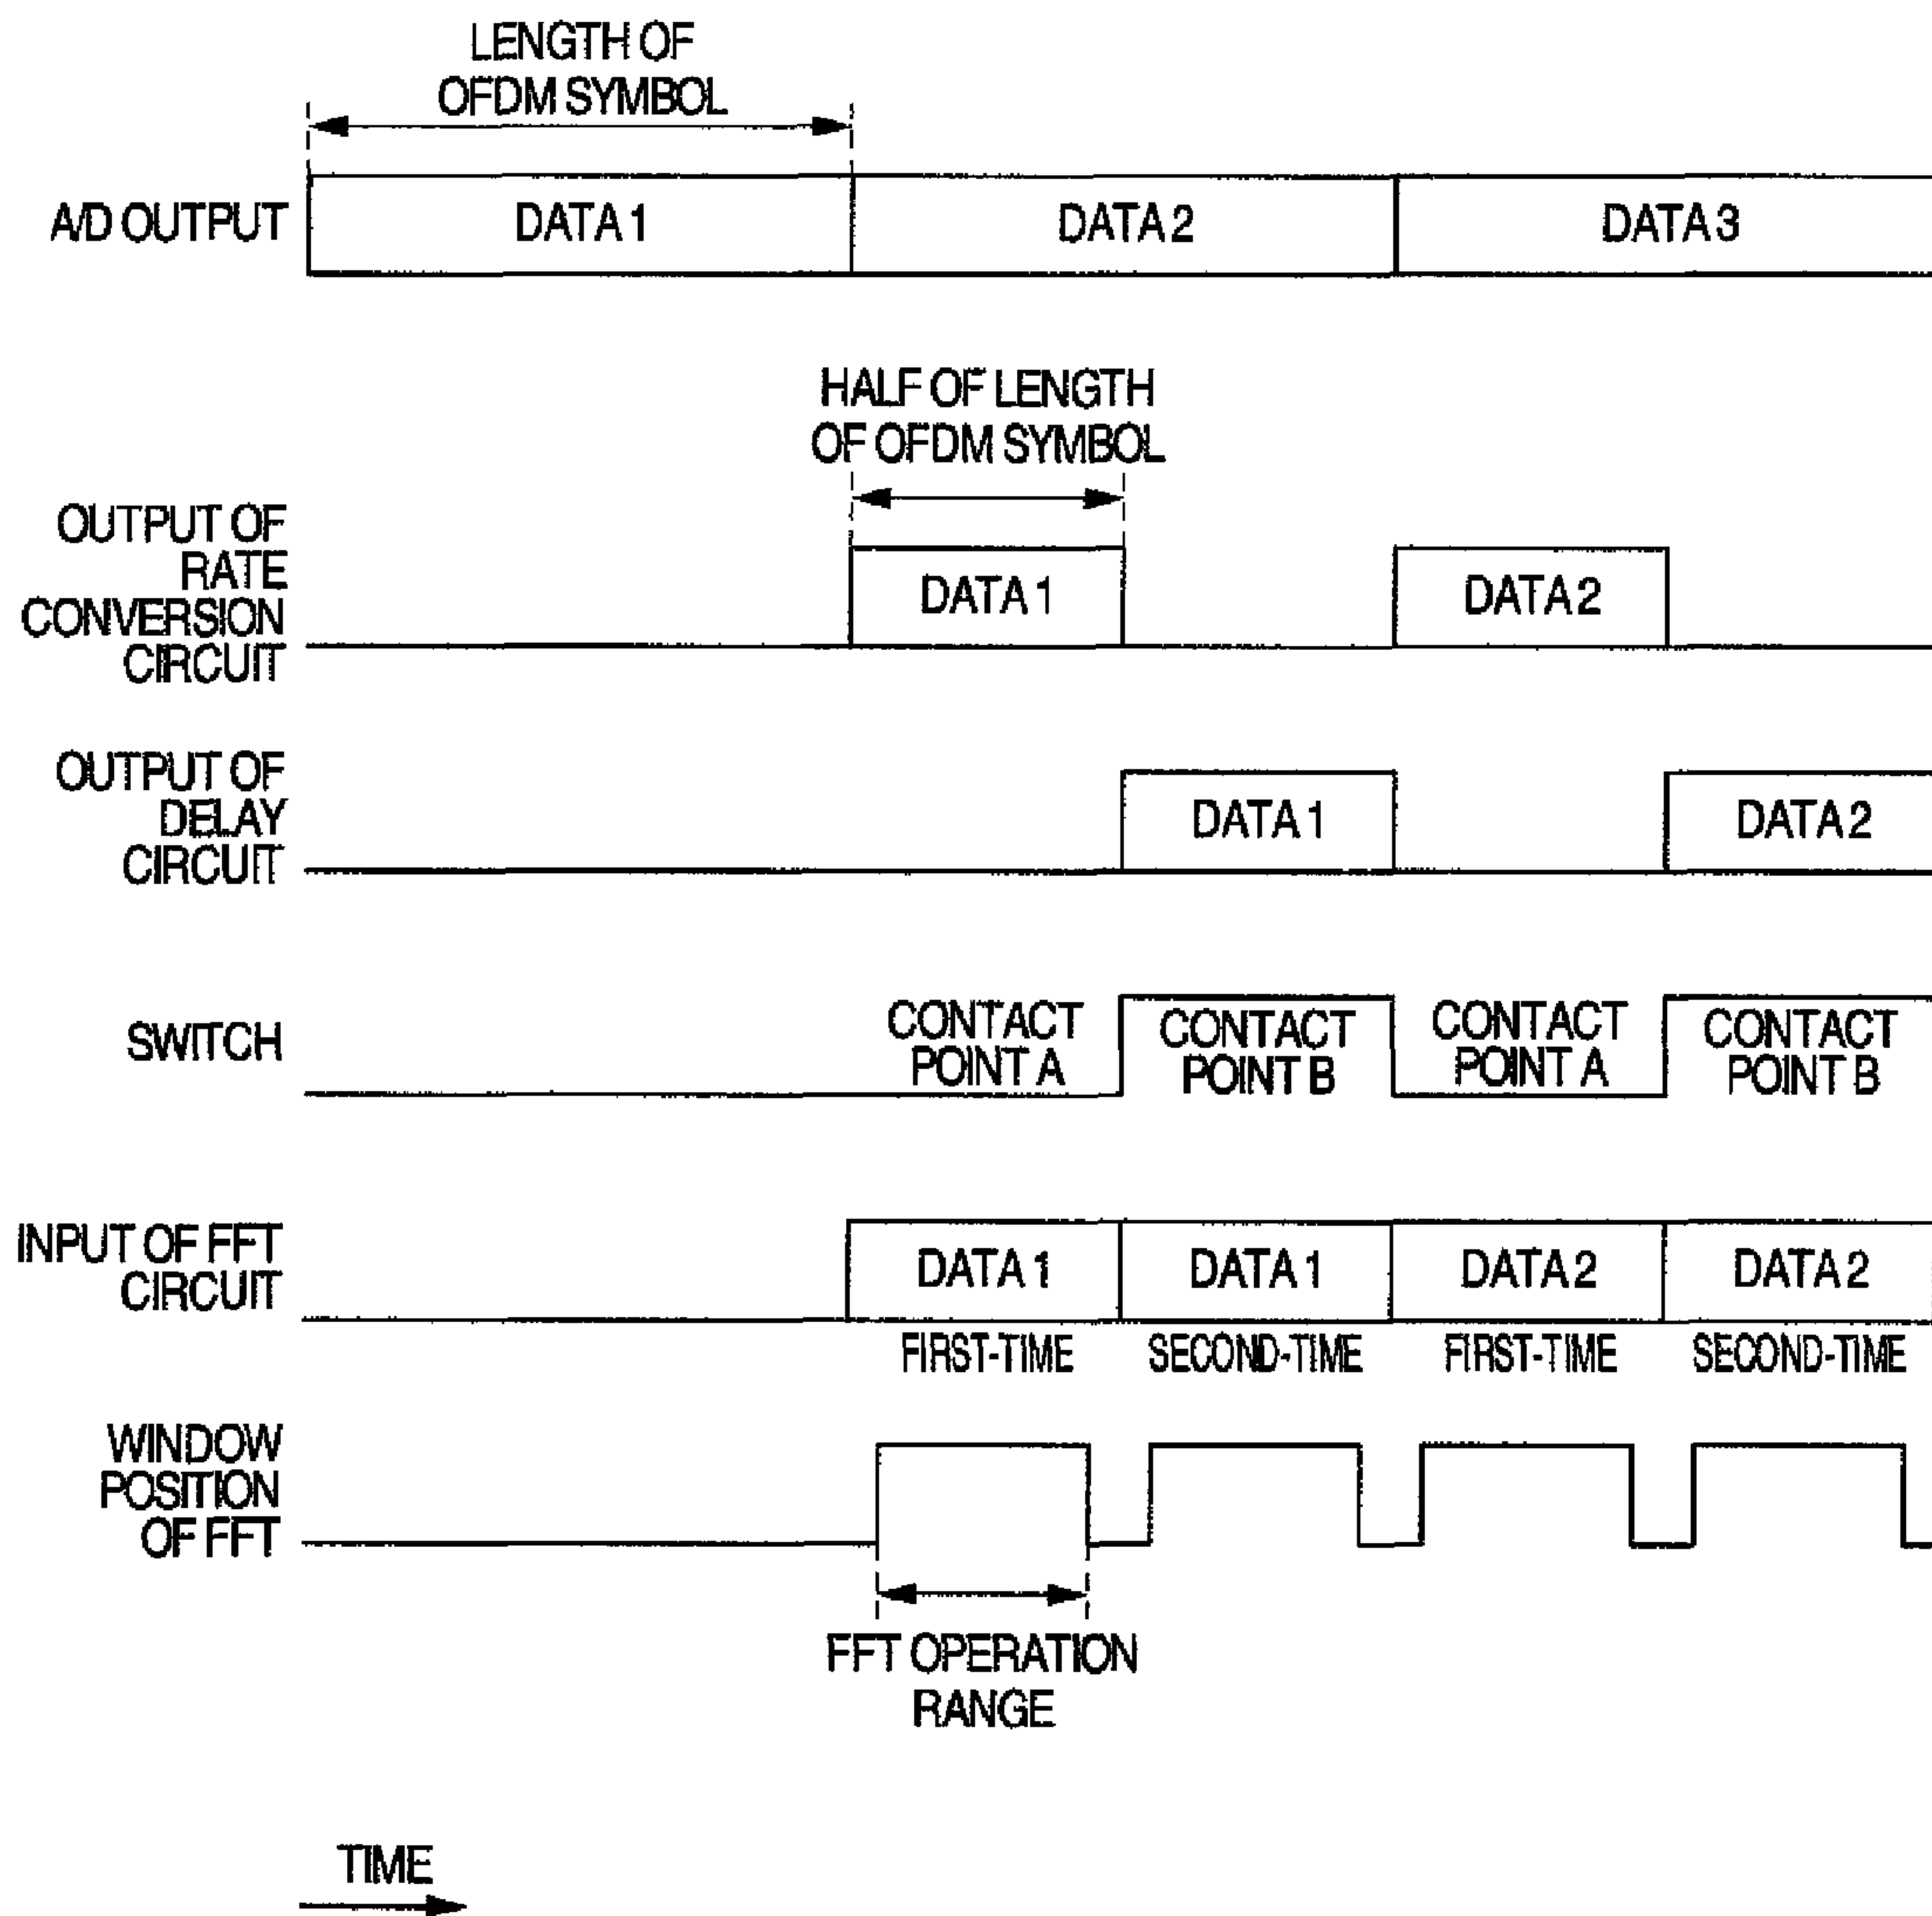 LENGTH OF
OFDM SYMBOL
A/D OUTPUT
DATA 1
DATA 2
DATA 3
HALF OF LENGTH
OF OFDM SYMBOL
OUTPUT OF
RATE
CONVERSION
CIRCUIT
DATA 1
DATA 2
OUTPUT OF
DELAY
CIRCUIT
DATA 1
DATA 2
SWITCH
CONTACT
POINT A
CONTACT
POINT B
CONTACT
POINT A
CONTACT
POINT B
INPUT OF FFT
CIRCUIT
DATA 1
DATA 1
DATA 2
DATA 2
FIRST-TIME
SECOND-TIME
FIRST-TIME
SECOND-TIME
WINDOW
POSITION
OF FFT
FFT OPERATION
RANGE
TIME